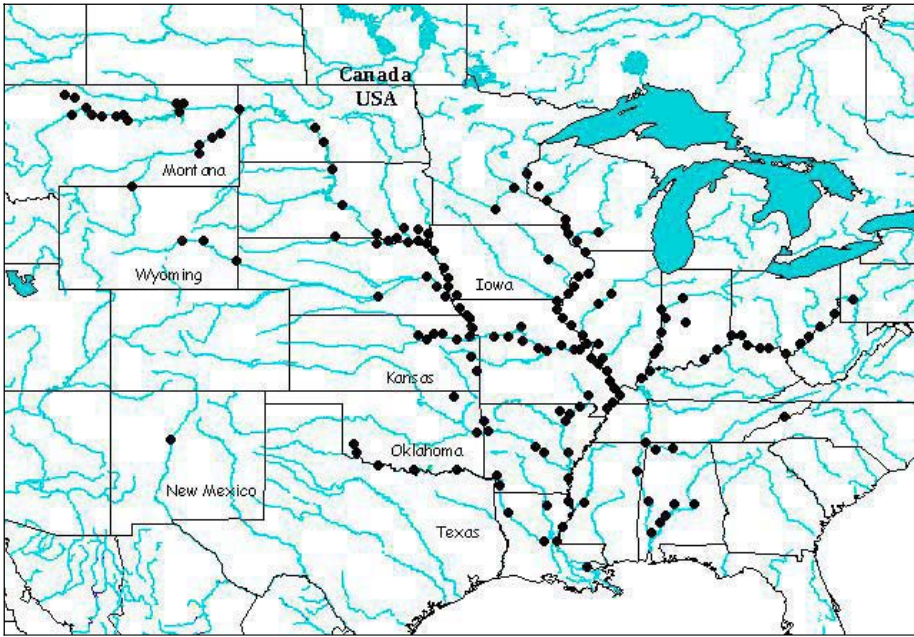 Canada
USA
Montana
Wyoming
Iowa
Kansas
Oklahoma
New Mexico
Texas